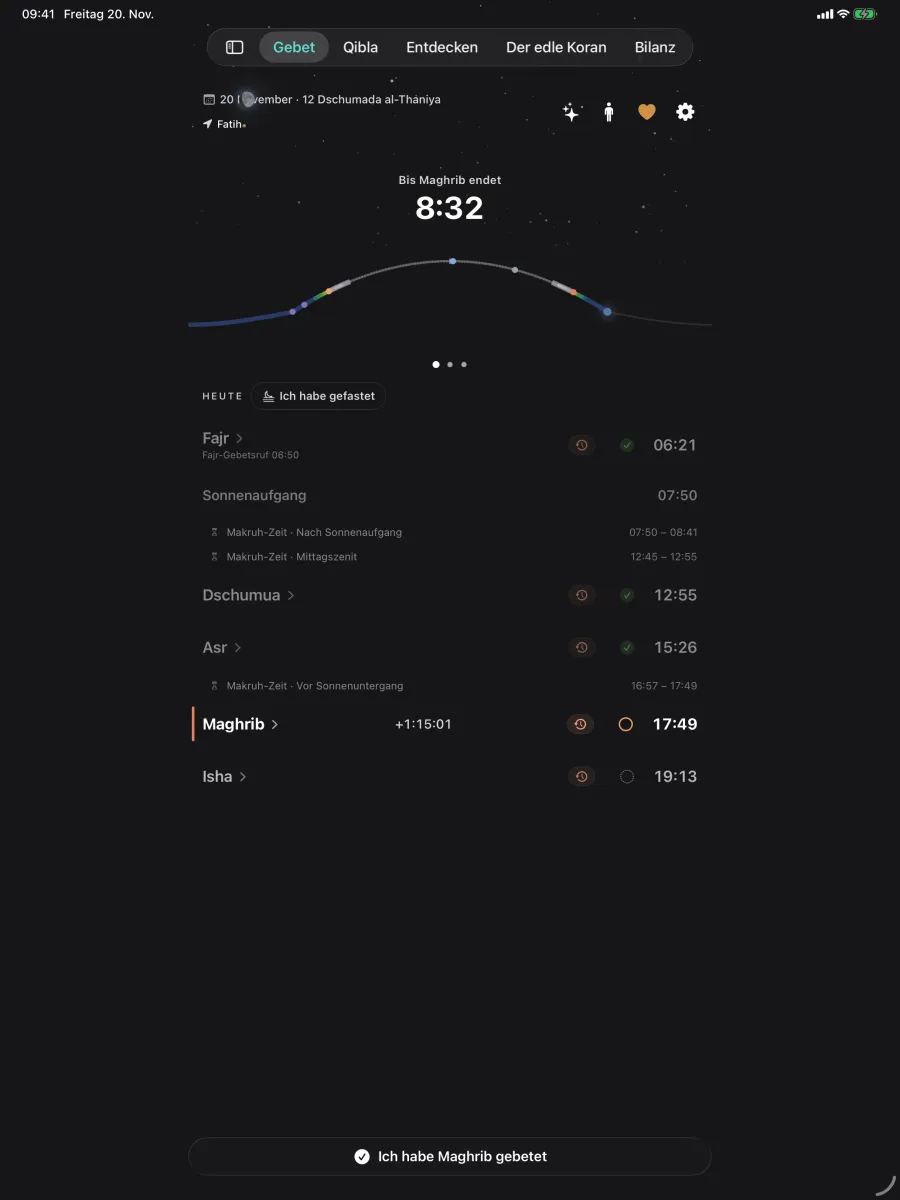 09:41 Freitag 20. Nov.
Gebet Qibla Entdecken Der edle Koran Bilanz
20 · 12 Dschumada al-Thaniya
Fatih
Bis Maghrib endet
8:32
HEUTE Ich habe gefastet
Fajr 06:21
Fajr-Gebetsruf 06:50
Sonnenaufgang 07:50
Makruh-Zeit · Nach Sonnenaufgang 07:50 – 08:41
Makruh-Zeit · Mittagszenit 12:45 – 12:55
Dschumua 12:55
Asr 15:26
Makruh-Zeit · Vor Sonnenuntergang 16:57 – 17:49
Maghrib +1:15:01 17:49
Isha 19:13
Ich habe Maghrib gebetet